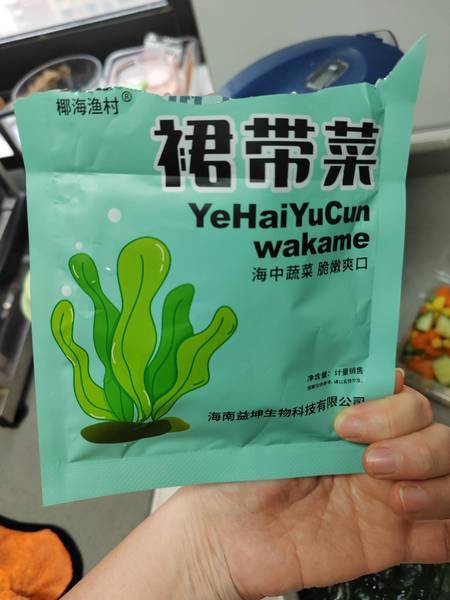 椰海渔村®
裙带菜
YeHaiYuCun
wakame
海中蔬菜 脆嫩爽口
净含量：计量销售
海南益坤生物科技有限公司